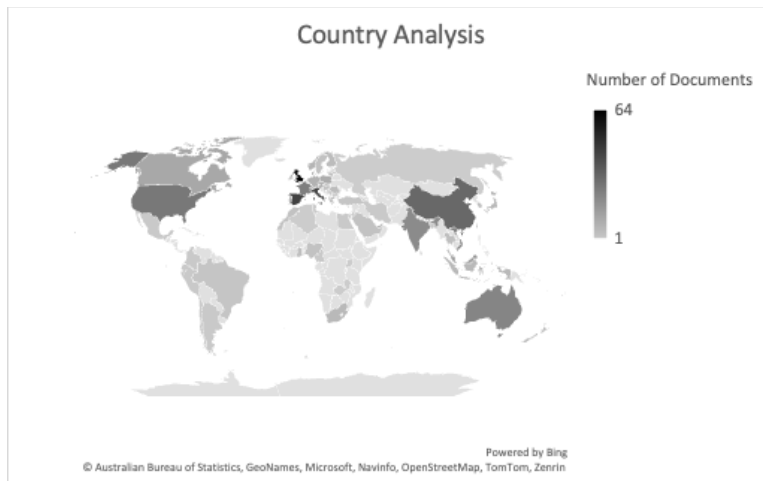 Country Analysis
Number of Documents
64
1
Powered by Bing
© Australian Bureau of Statistics, GeoNames, Microsoft, Navinfo, OpenStreetMap, TomTom, Zenrin